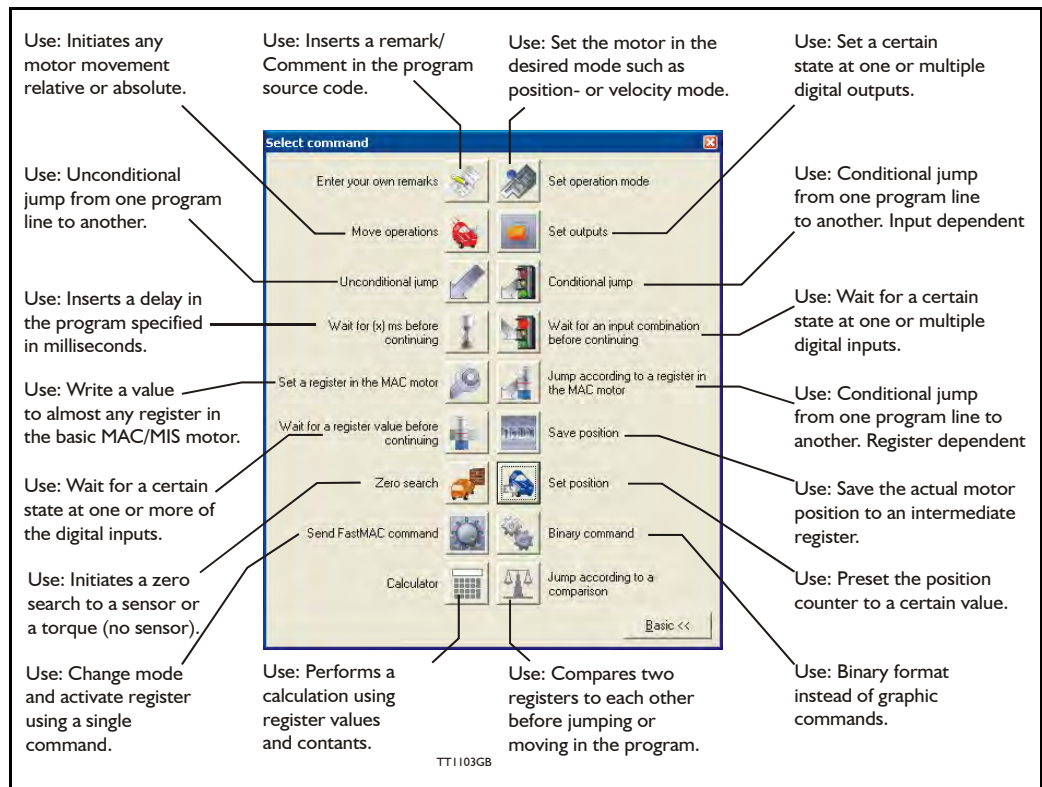 Use: Initiates any
motor movement
relative or absolute.
Use: Inserts a remark/
Comment in the program
source code.
Use: Set the motor in the
desired mode such as
position- or velocity mode.
Use: Set a certain
state at one or multiple
digital outputs.
Use: Unconditional
jump from one program
line to another.
Use: Inserts a delay in
the program specified
in milliseconds.
Use: Write a value
to almost any register in
the basic MAC/MIS motor.
Use: Wait for a certain
state at one or more of
the digital inputs.
Use: Initiates a zero
search to a sensor or
a torque (no sensor).
Use: Change mode
and activate register
using a single
command.
Select command
Enter your own remarks
Set operation mode
Move operations
Set outputs
Unconditional jump
Conditional jump
Wait for (x) ms before
continuing
Wait for an input combination
before continuing
Set a register in the MAC motor
Jump according to a register in
the MAC motor
Wait for a register value before
continuing
Save position
Zero search
Set position
Send FastMAC command
Binary command
Calculator
Jump according to a
comparison
Basic <<
Use: Conditional jump
from one program line
to another. Input dependent
Use: Wait for a certain
state at one or multiple
digital inputs.
Use: Conditional jump
from one program line to
another. Register dependent
Use: Save the actual motor
position to an intermediate
register.
Use: Preset the position
counter to a certain value.
Use: Binary format
instead of graphic
commands.
Use: Performs a
calculation using
register values
and contants.
Use: Compares two
registers to each other
before jumping or
moving in the program.
TT1103GB